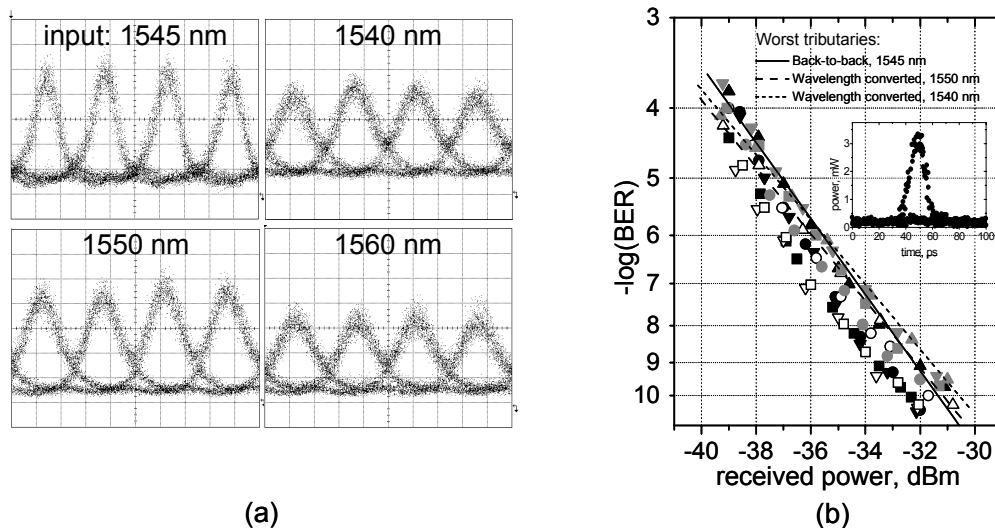 input: 1545 nm
1540 nm
1550 nm
1560 nm
(a)
3
4
5
6
7
8
9
10
-log(BER)
Worst tributaries:
Back-to-back, 1545 nm
Wavelength converted, 1550 nm
Wavelength converted, 1540 nm
3
2
1
0
power, mW
0 20 40 60 80 100
time, ps
-40 -38 -36 -34 -32 -30
received power, dBm
(b)